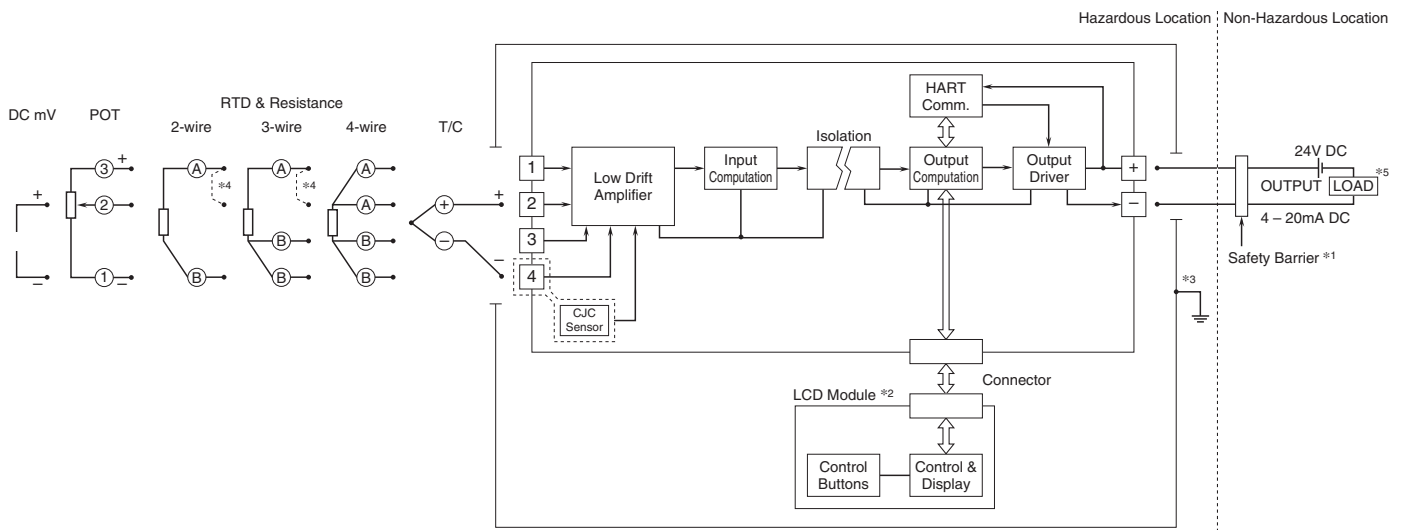 Hazardous Location
Non-Hazardous Location
DC mV
POT
RTD & Resistance
2-wire
3-wire
4-wire
T/C
+
−
3
+
2
1
−
A
*4
B
A
*4
B
B
A
A
B
B
+
−
+
−
1
2
3
4
CJC
Sensor
Low Drift
Amplifier
Input
Computation
Isolation
HART
Comm.
Output
Computation
Output
Driver
+
−
24V DC
OUTPUT
LOAD
*5
4 – 20mA DC
Safety Barrier *1
*3
Connector
LCD Module *2
Control
Buttons
Control &
Display